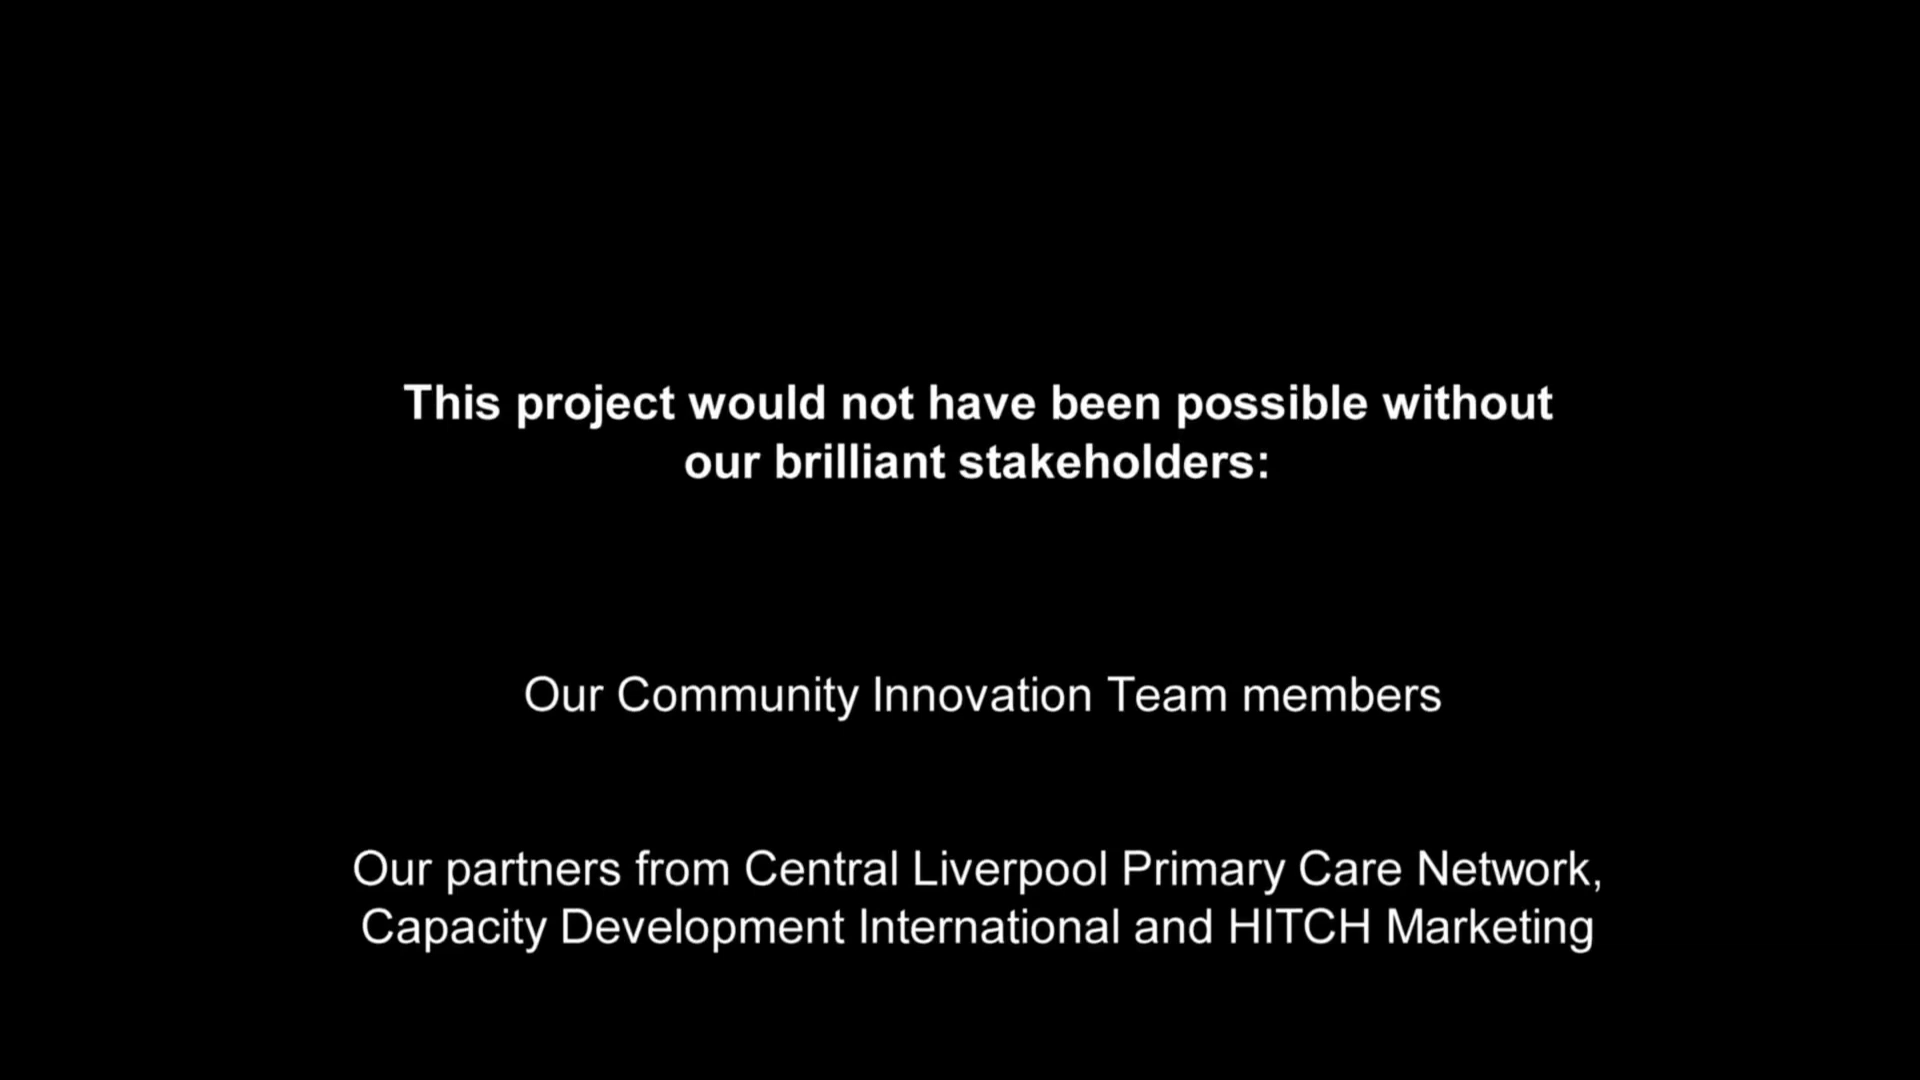 This project would not have been possible without
our brilliant stakeholders:
Our Community Innovation Team members
Our partners from Central Liverpool Primary Care Network,
Capacity Development International and HITCH Marketing